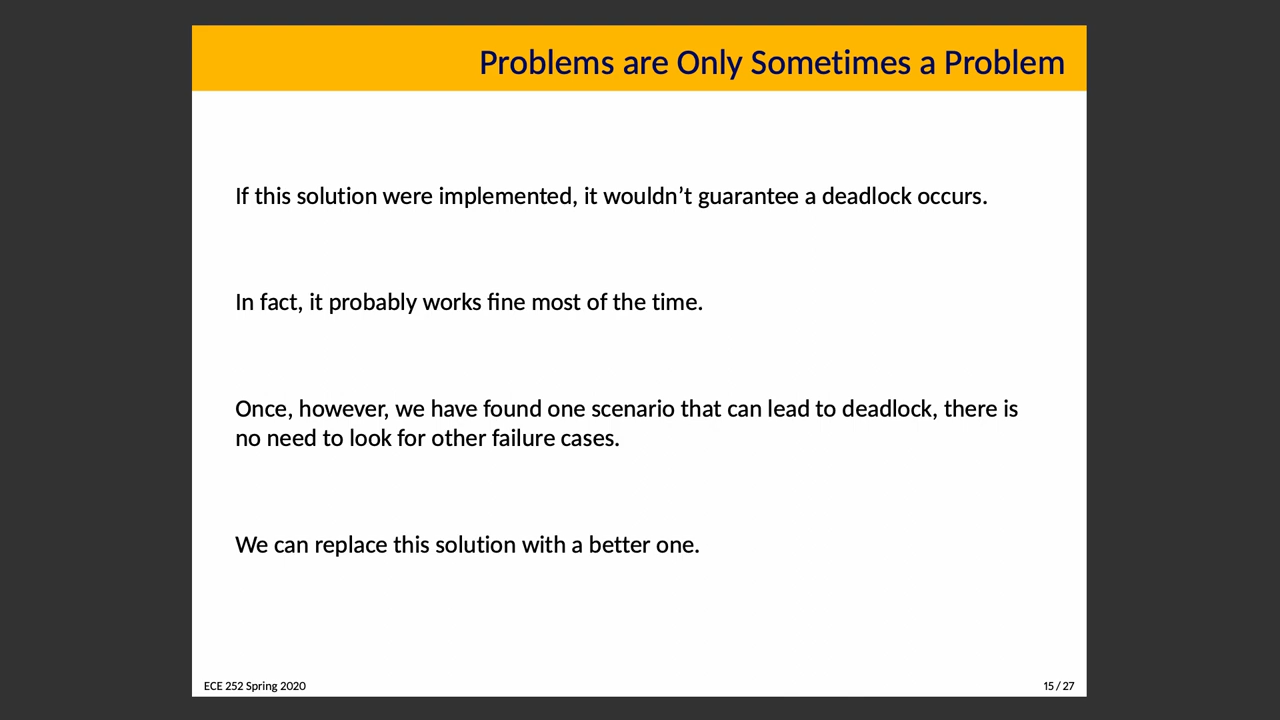 Problems are Only Sometimes a Problem
If this solution were implemented, it wouldn’t guarantee a deadlock occurs.
In fact, it probably works fine most of the time.
Once, however, we have found one scenario that can lead to deadlock, there is
no need to look for other failure cases.
We can replace this solution with a better one.
ECE 252 Spring 2020
15 / 27